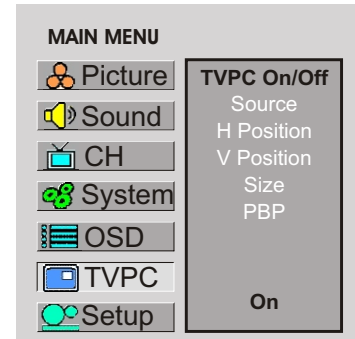 MAIN MENU
Picture
Sound
CH
System
OSD
TVPC
Setup
TVPC On/Off
Source
H Position
V Position
Size
PBP
On